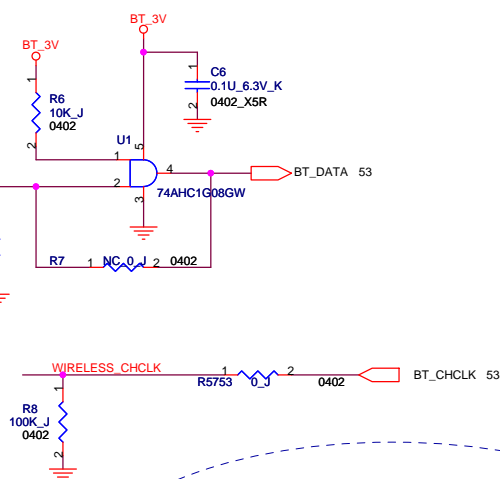 BT_3V
BT_3V
1
R6
10K_J
0402
2
1
C6
0.1U_6.3V_K
0402_X5R
2
U1
5
1
2
4
3
74AHC1G08GW
BT_DATA 53
R7
1
NC_0_J
2
0402
WIRELESS_CHCLK
1
R5753
0_J
2
0402
BT_CHCLK 53
1
R8
100K_J
0402
2